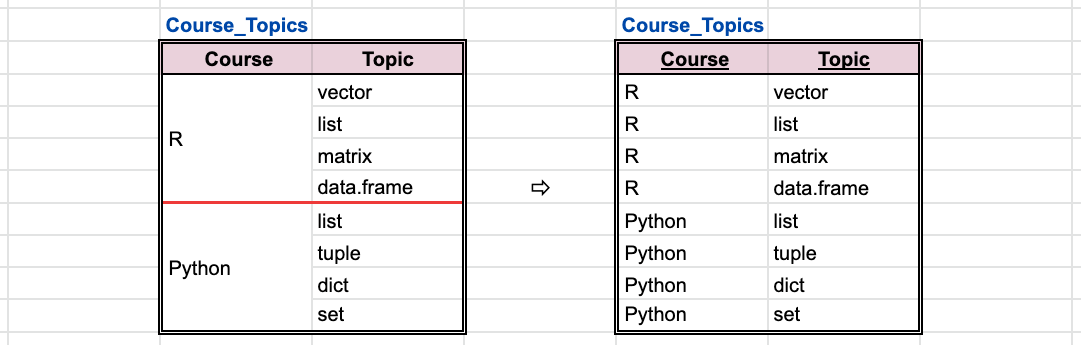 Course_Topics Course_Topics
Course Topic Course Topic
vector R vector
list R list
R
matrix R matrix
data.frame ⇨ R data.frame
list Python list
tuple Python tuple
Python
dict Python dict
set Python set